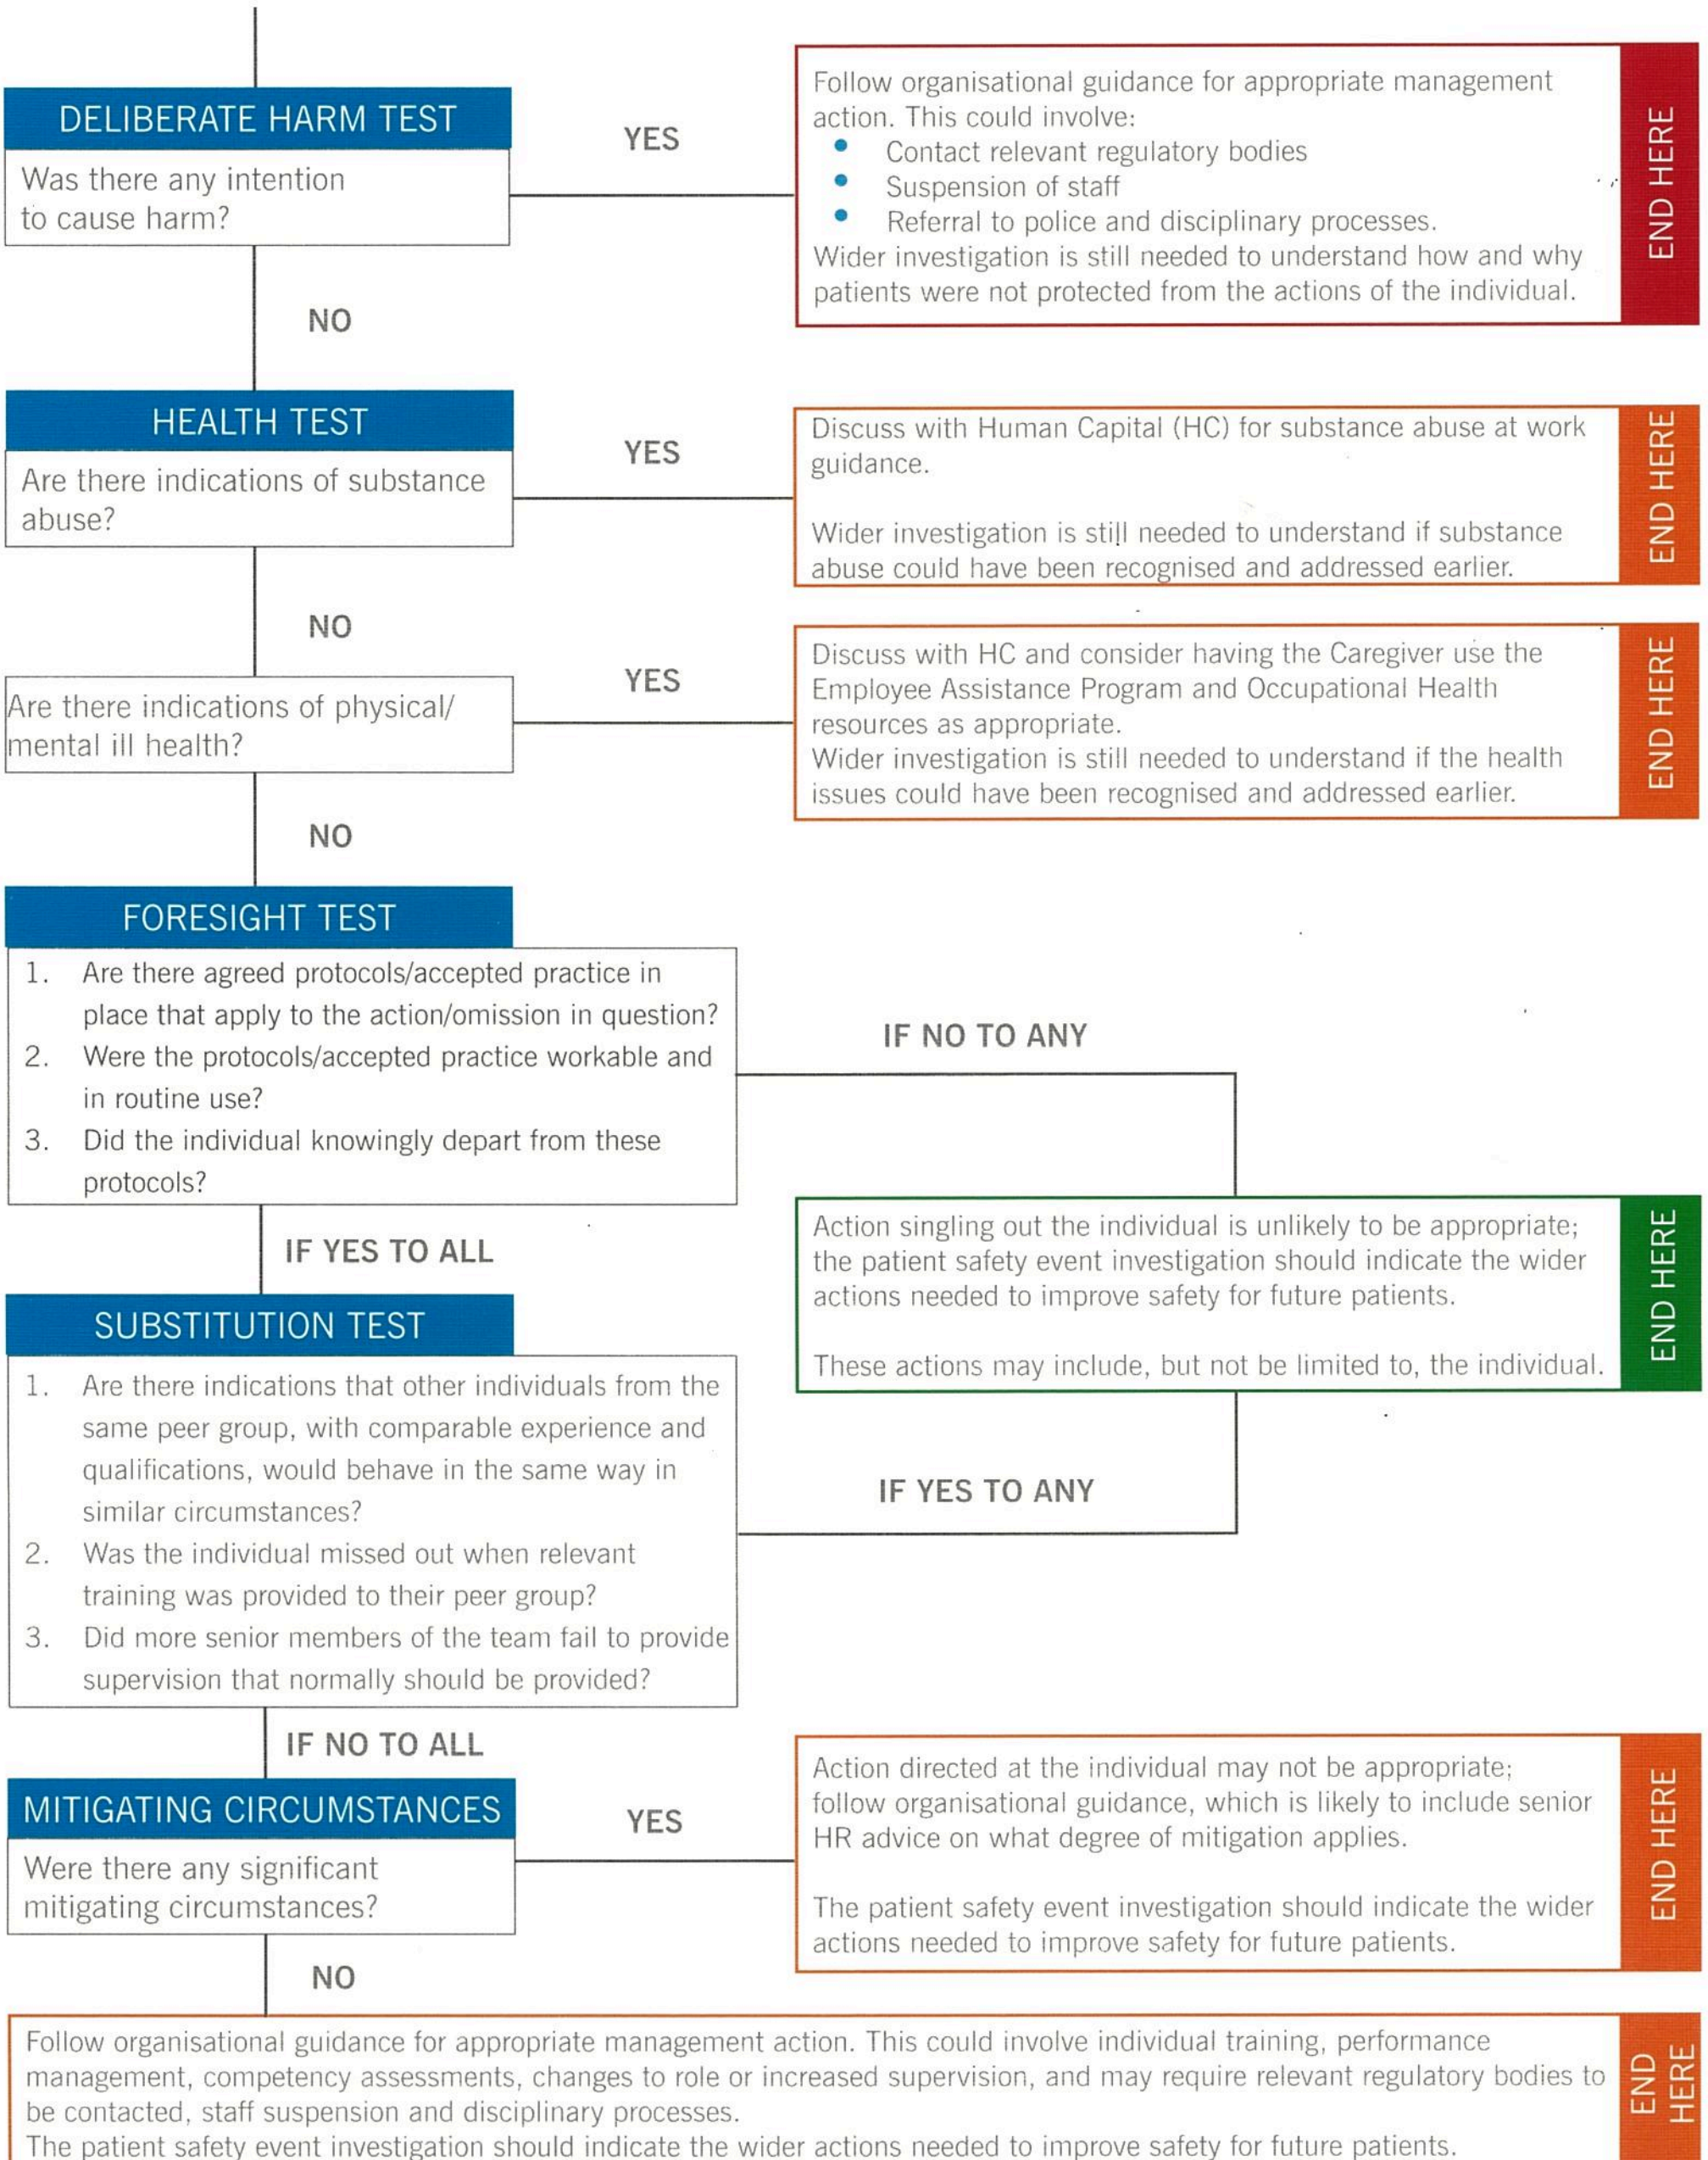 DELIBERATE HARM TEST
Was there any intention
to cause harm?
YES
Follow organisational guidance for appropriate management
action. This could involve:
• Contact relevant regulatory bodies
• Suspension of staff
• Referral to police and disciplinary processes.
Wider investigation is still needed to understand how and why
patients were not protected from the actions of the individual.
END HERE
NO
HEALTH TEST
Are there indications of substance
abuse?
YES
Discuss with Human Capital (HC) for substance abuse at work
guidance.
Wider investigation is still needed to understand if substance
abuse could have been recognised and addressed earlier.
END HERE
NO
Are there indications of physical/
mental ill health?
YES
Discuss with HC and consider having the Caregiver use the
Employee Assistance Program and Occupational Health
resources as appropriate.
Wider investigation is still needed to understand if the health
issues could have been recognised and addressed earlier.
END HERE
NO
FORESIGHT TEST
1. Are there agreed protocols/accepted practice in
place that apply to the action/omission in question?
2. Were the protocols/accepted practice workable and
in routine use?
3. Did the individual knowingly depart from these
protocols?
IF NO TO ANY
IF YES TO ALL
Action singling out the individual is unlikely to be appropriate;
the patient safety event investigation should indicate the wider
actions needed to improve safety for future patients.
These actions may include, but not be limited to, the individual.
END HERE
SUBSTITUTION TEST
1. Are there indications that other individuals from the
same peer group, with comparable experience and
qualifications, would behave in the same way in
similar circumstances?
2. Was the individual missed out when relevant
training was provided to their peer group?
3. Did more senior members of the team fail to provide
supervision that normally should be provided?
IF YES TO ANY
IF NO TO ALL
MITIGATING CIRCUMSTANCES
Were there any significant
mitigating circumstances?
YES
Action directed at the individual may not be appropriate;
follow organisational guidance, which is likely to include senior
HR advice on what degree of mitigation applies.
The patient safety event investigation should indicate the wider
actions needed to improve safety for future patients.
END HERE
NO
Follow organisational guidance for appropriate management action. This could involve individual training, performance
management, competency assessments, changes to role or increased supervision, and may require relevant regulatory bodies to
be contacted, staff suspension and disciplinary processes.
The patient safety event investigation should indicate the wider actions needed to improve safety for future patients.
END
HERE